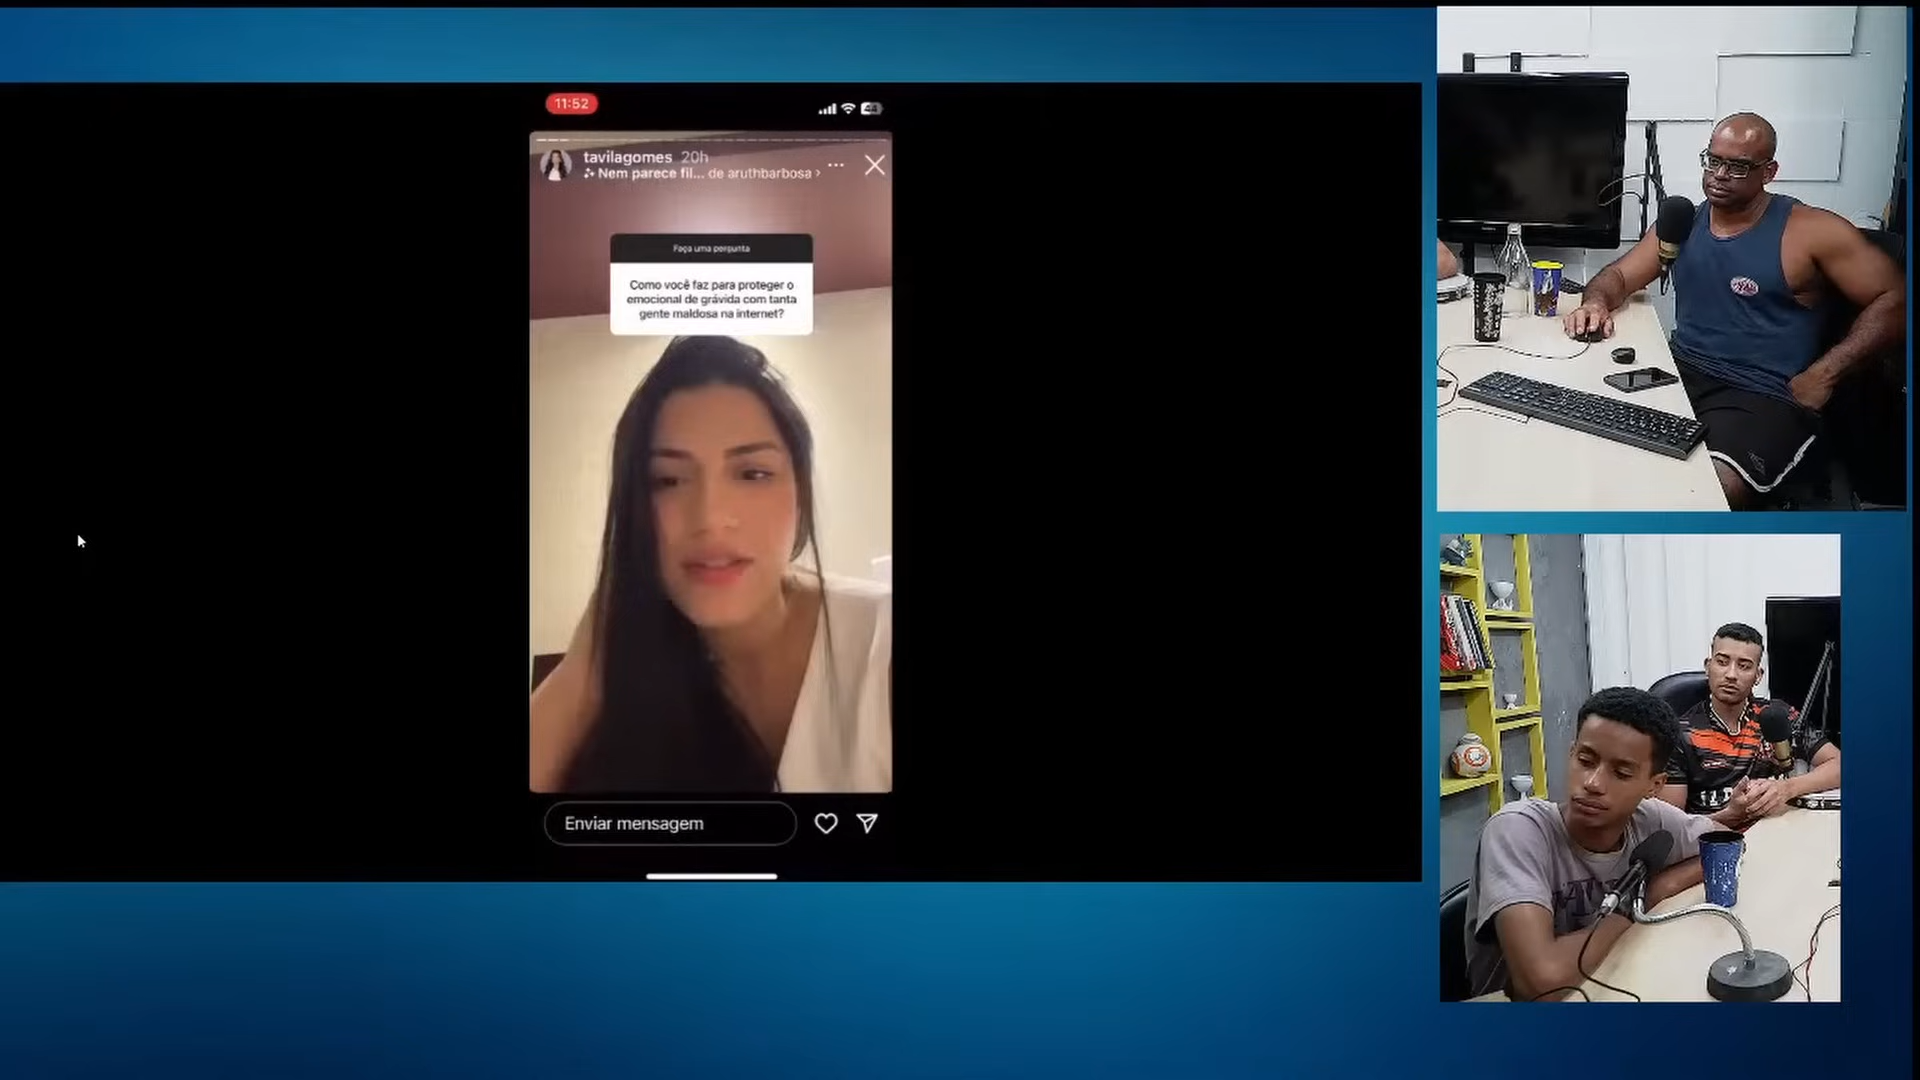 11:52
44
tavilagomes 20h
Nem parece fil... de aruthbarbosa ›
Faça uma pergunta
Como você faz para proteger o
emocional de grávida com tanta
gente maldosa na internet?
Enviar mensagem